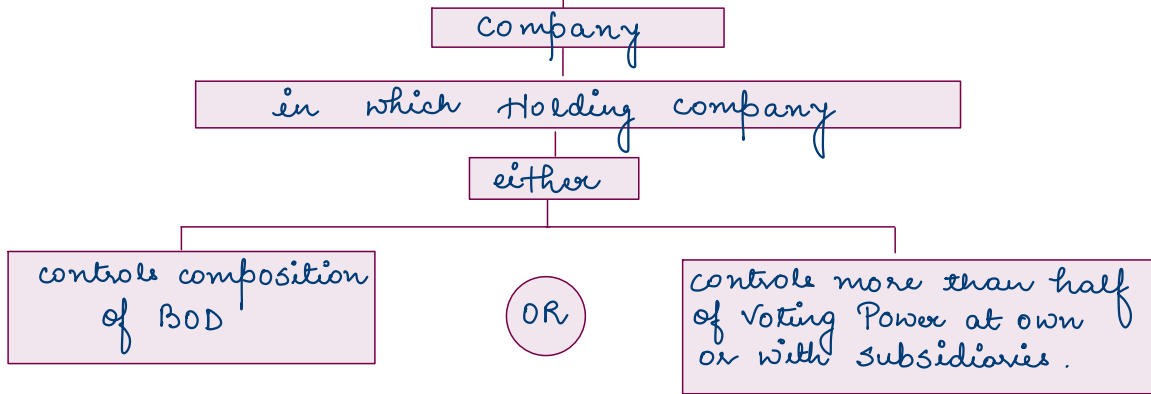 Company
in which Holding company
either
controls composition
of BOD
OR
controls more than half
of Voting Power at own
or with subsidiaries.